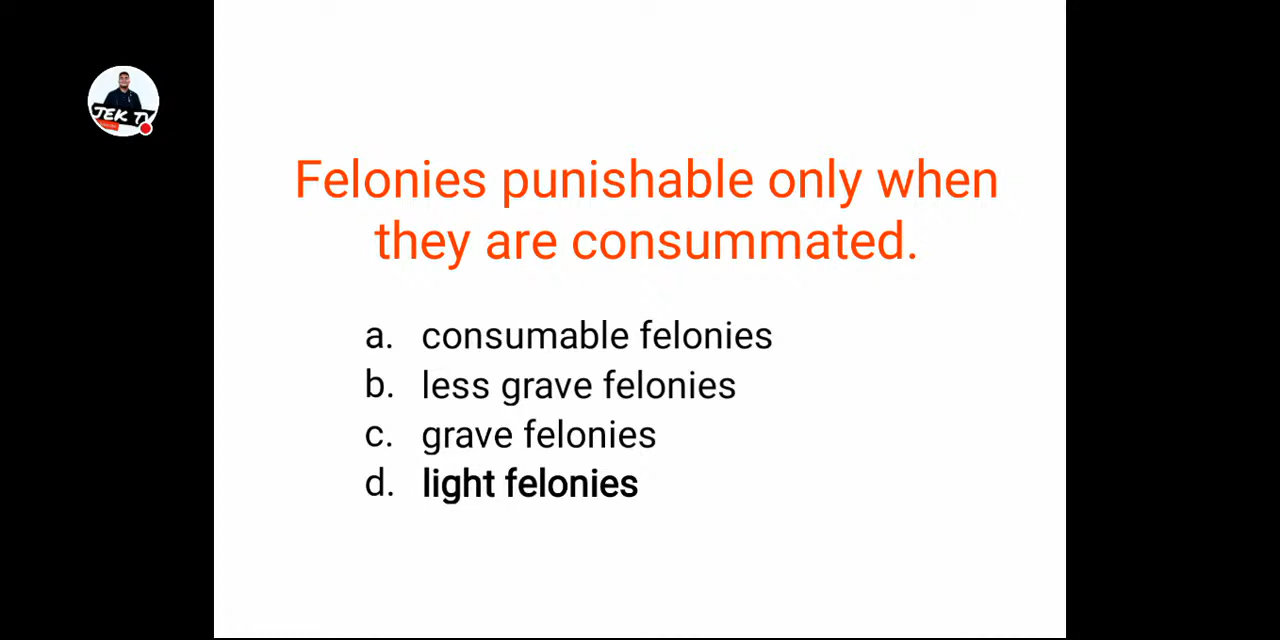 JEK TV
Felonies punishable only when
they are consummated.
a. consumable felonies
b. less grave felonies
c. grave felonies
d. light felonies